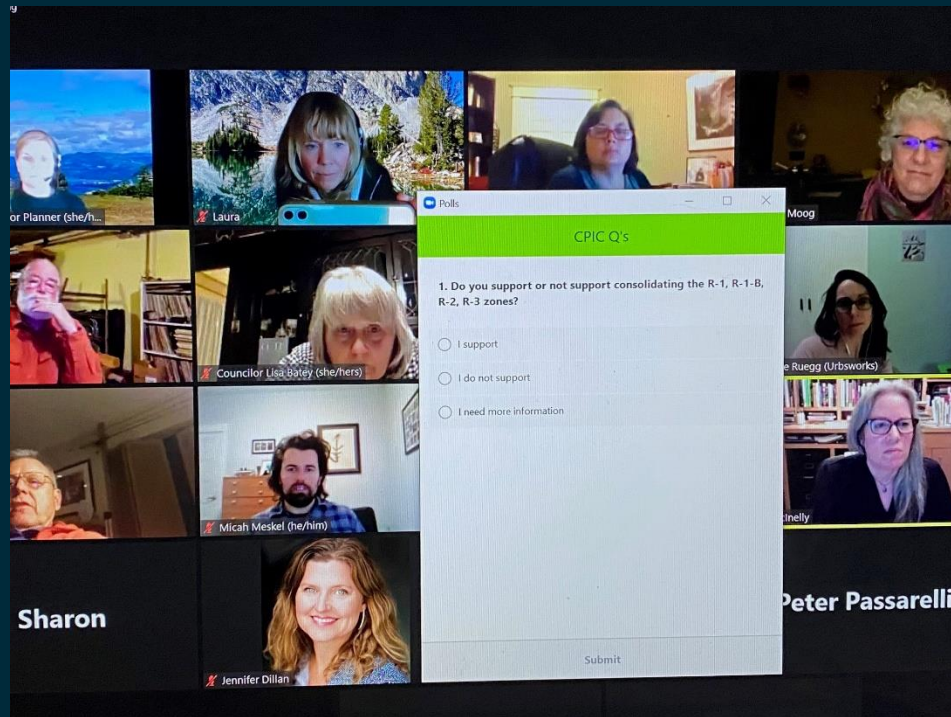 or Planner (she/h...
Laura
Polls
Moog
CPIC Q's
1. Do you support or not support consolidating the R-1, R-1-B,
R-2, R-3 zones?
I support
I do not support
I need more information
Councilor Lisa Batey (she/hers)
e Ruegg (Urbsworks)
Micah Meskel (he/him)
inelly
Sharon
Jennifer Dillan
Peter Passarelli
Submit